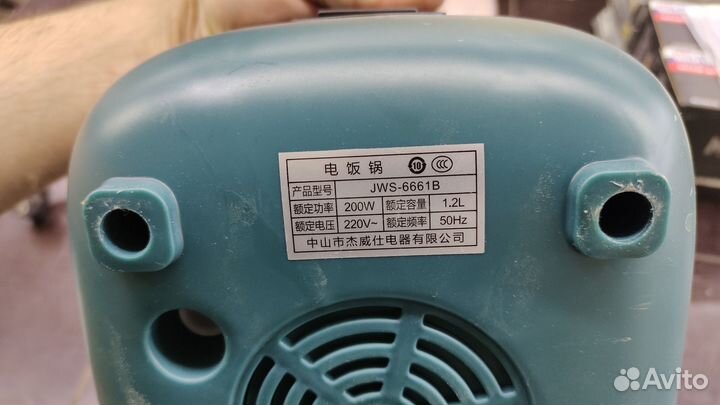 电饭锅 10 CCC
产品型号 JWS-6661B
额定功率 200W 额定容量 1.2L
额定电压 220V~ 额定频率 50Hz
中山市杰威仕电器有限公司
Avito